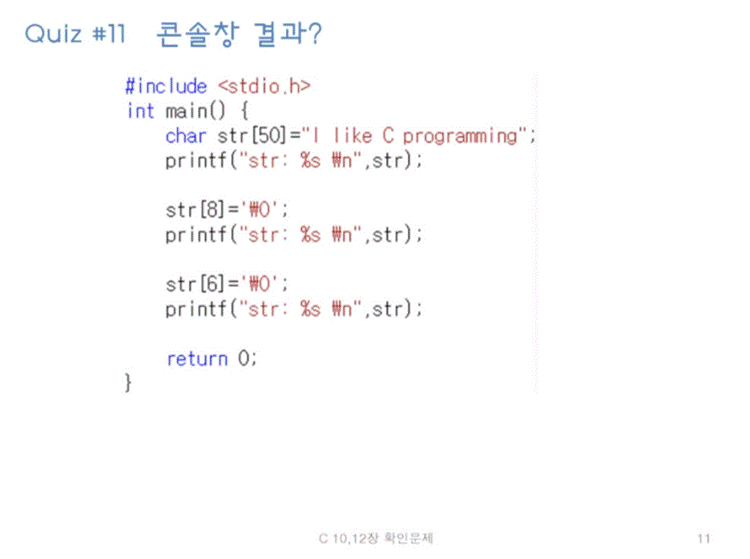 Quiz #11 콘솔창 결과?
#include <stdio.h>
int main() {
char str[50]="I like C programming";
printf("str: %s ₩n",str);
str[8]='₩0';
printf("str: %s ₩n",str);
str[6]='₩0';
printf("str: %s ₩n",str);
return 0;
}
C 10,12장 확인문제
11